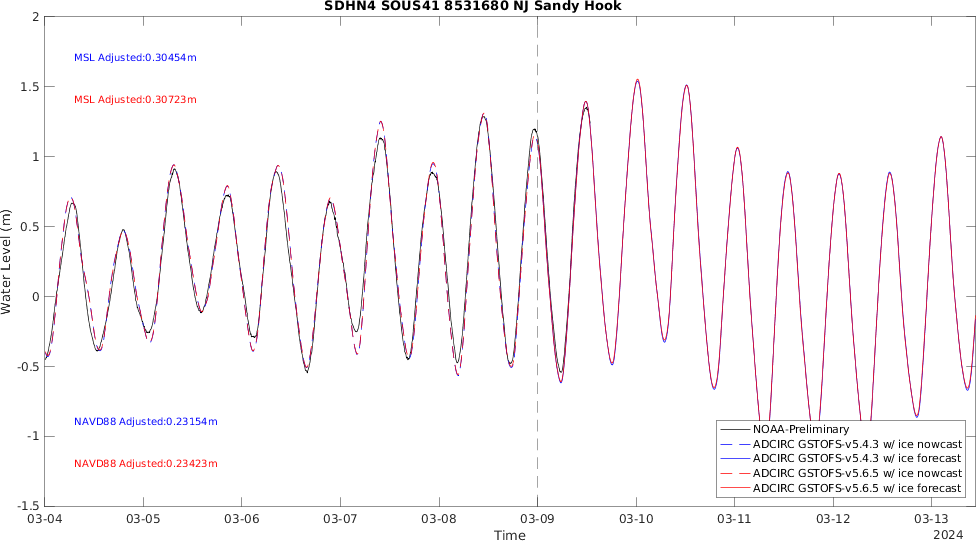 SDHN4 SOUS41 8531680 NJ Sandy Hook
2
1.5
1
0.5
0
-0.5
-1
-1.5
Water Level (m)
MSL Adjusted:0.30454m
MSL Adjusted:0.30723m
NAVD88 Adjusted:0.23154m
NAVD88 Adjusted:0.23423m
NOAA-Preliminary
ADCIRC GSTOFS-v5.4.3 w/ ice nowcast
ADCIRC GSTOFS-v5.4.3 w/ ice forecast
ADCIRC GSTOFS-v5.6.5 w/ ice nowcast
ADCIRC GSTOFS-v5.6.5 w/ ice forecast
03-04 03-05 03-06 03-07 03-08 03-09 03-10 03-11 03-12 03-13
Time
2024